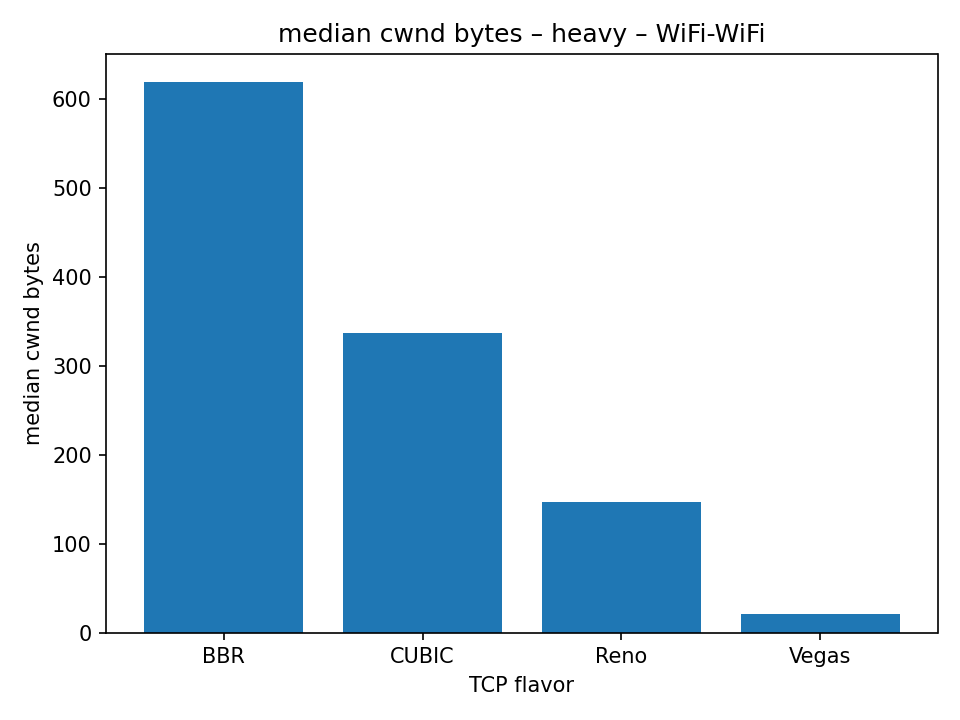 median cwnd bytes – heavy – WiFi-WiFi
median cwnd bytes
600
500
400
300
200
100
0
BBR CUBIC Reno Vegas
TCP flavor